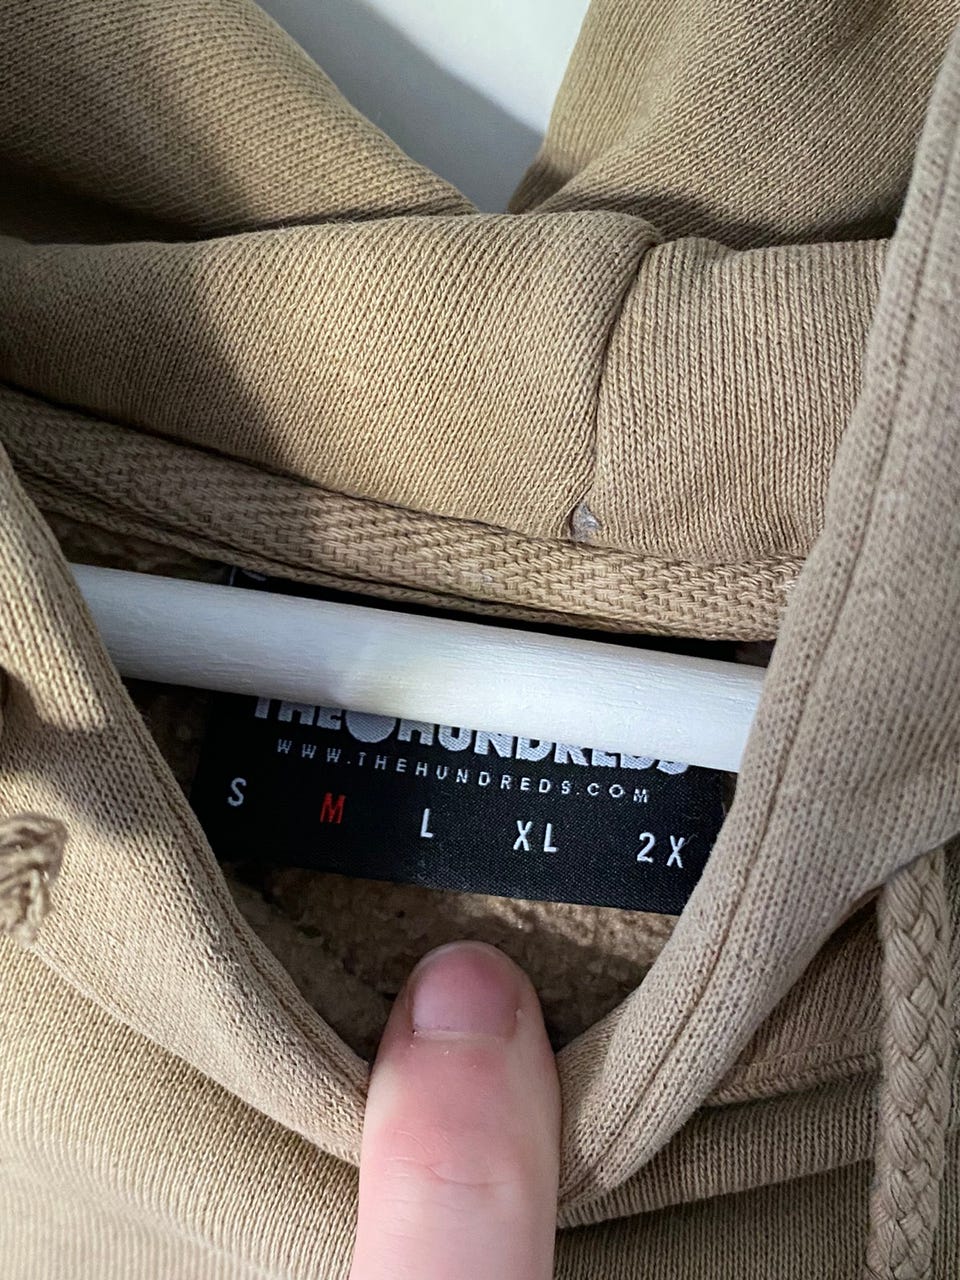 THE HUNDREDS
WWW.THEHUNDREDS.COM
S M L XL 2X